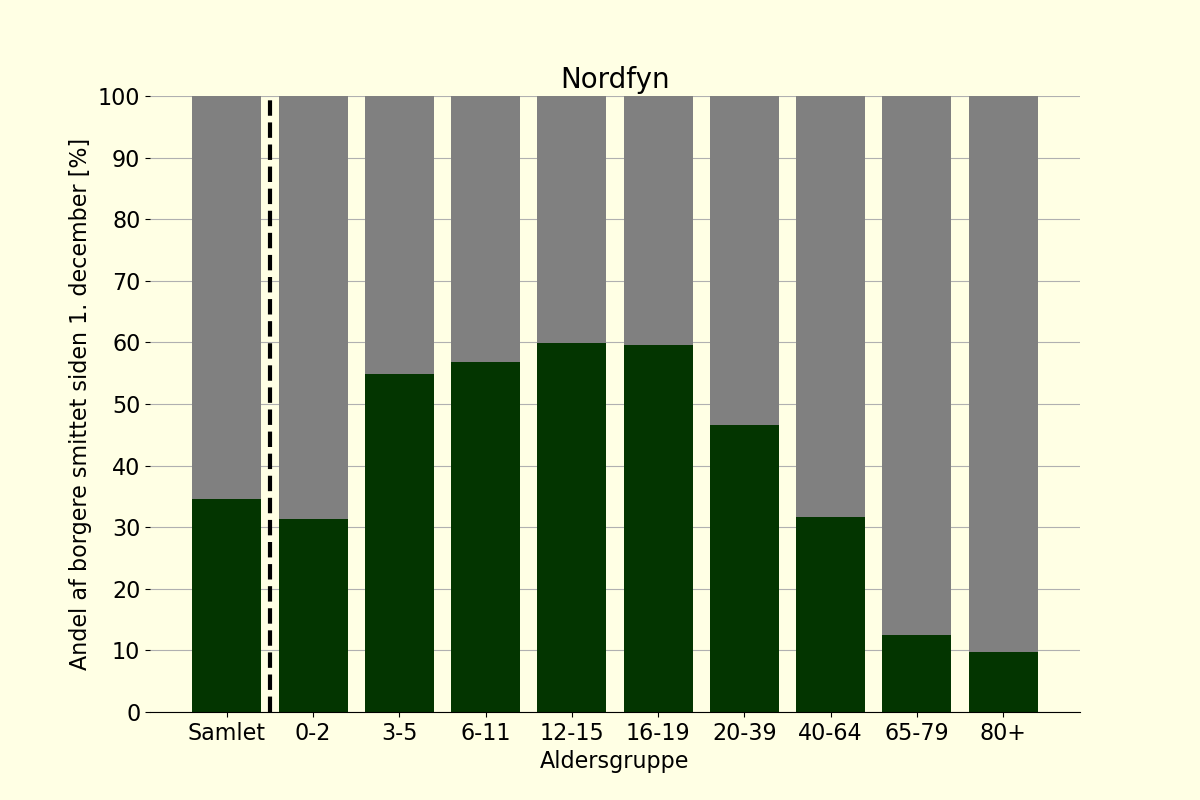 Nordfyn
Andel af borgere smittet siden 1. december [%]
100
90
80
70
60
50
40
30
20
10
0
Samlet 0-2 3-5 6-11 12-15 16-19 20-39 40-64 65-79 80+
Aldersgruppe